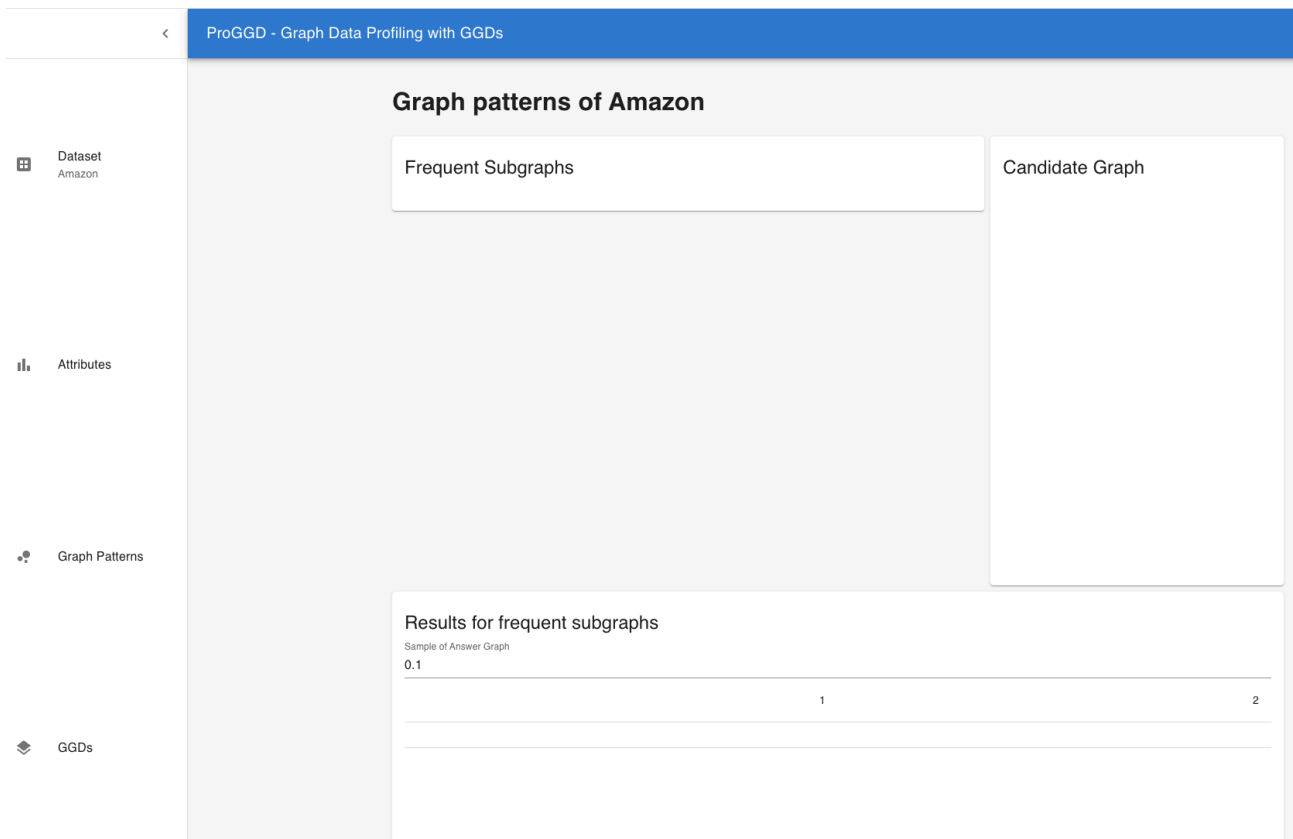 ProGGD - Graph Data Profiling with GGDs
Dataset
Amazon
Attributes
Graph Patterns
GGDs
Graph patterns of Amazon
Frequent Subgraphs
Candidate Graph
Results for frequent subgraphs
Sample of Answer Graph
0.1
1 2